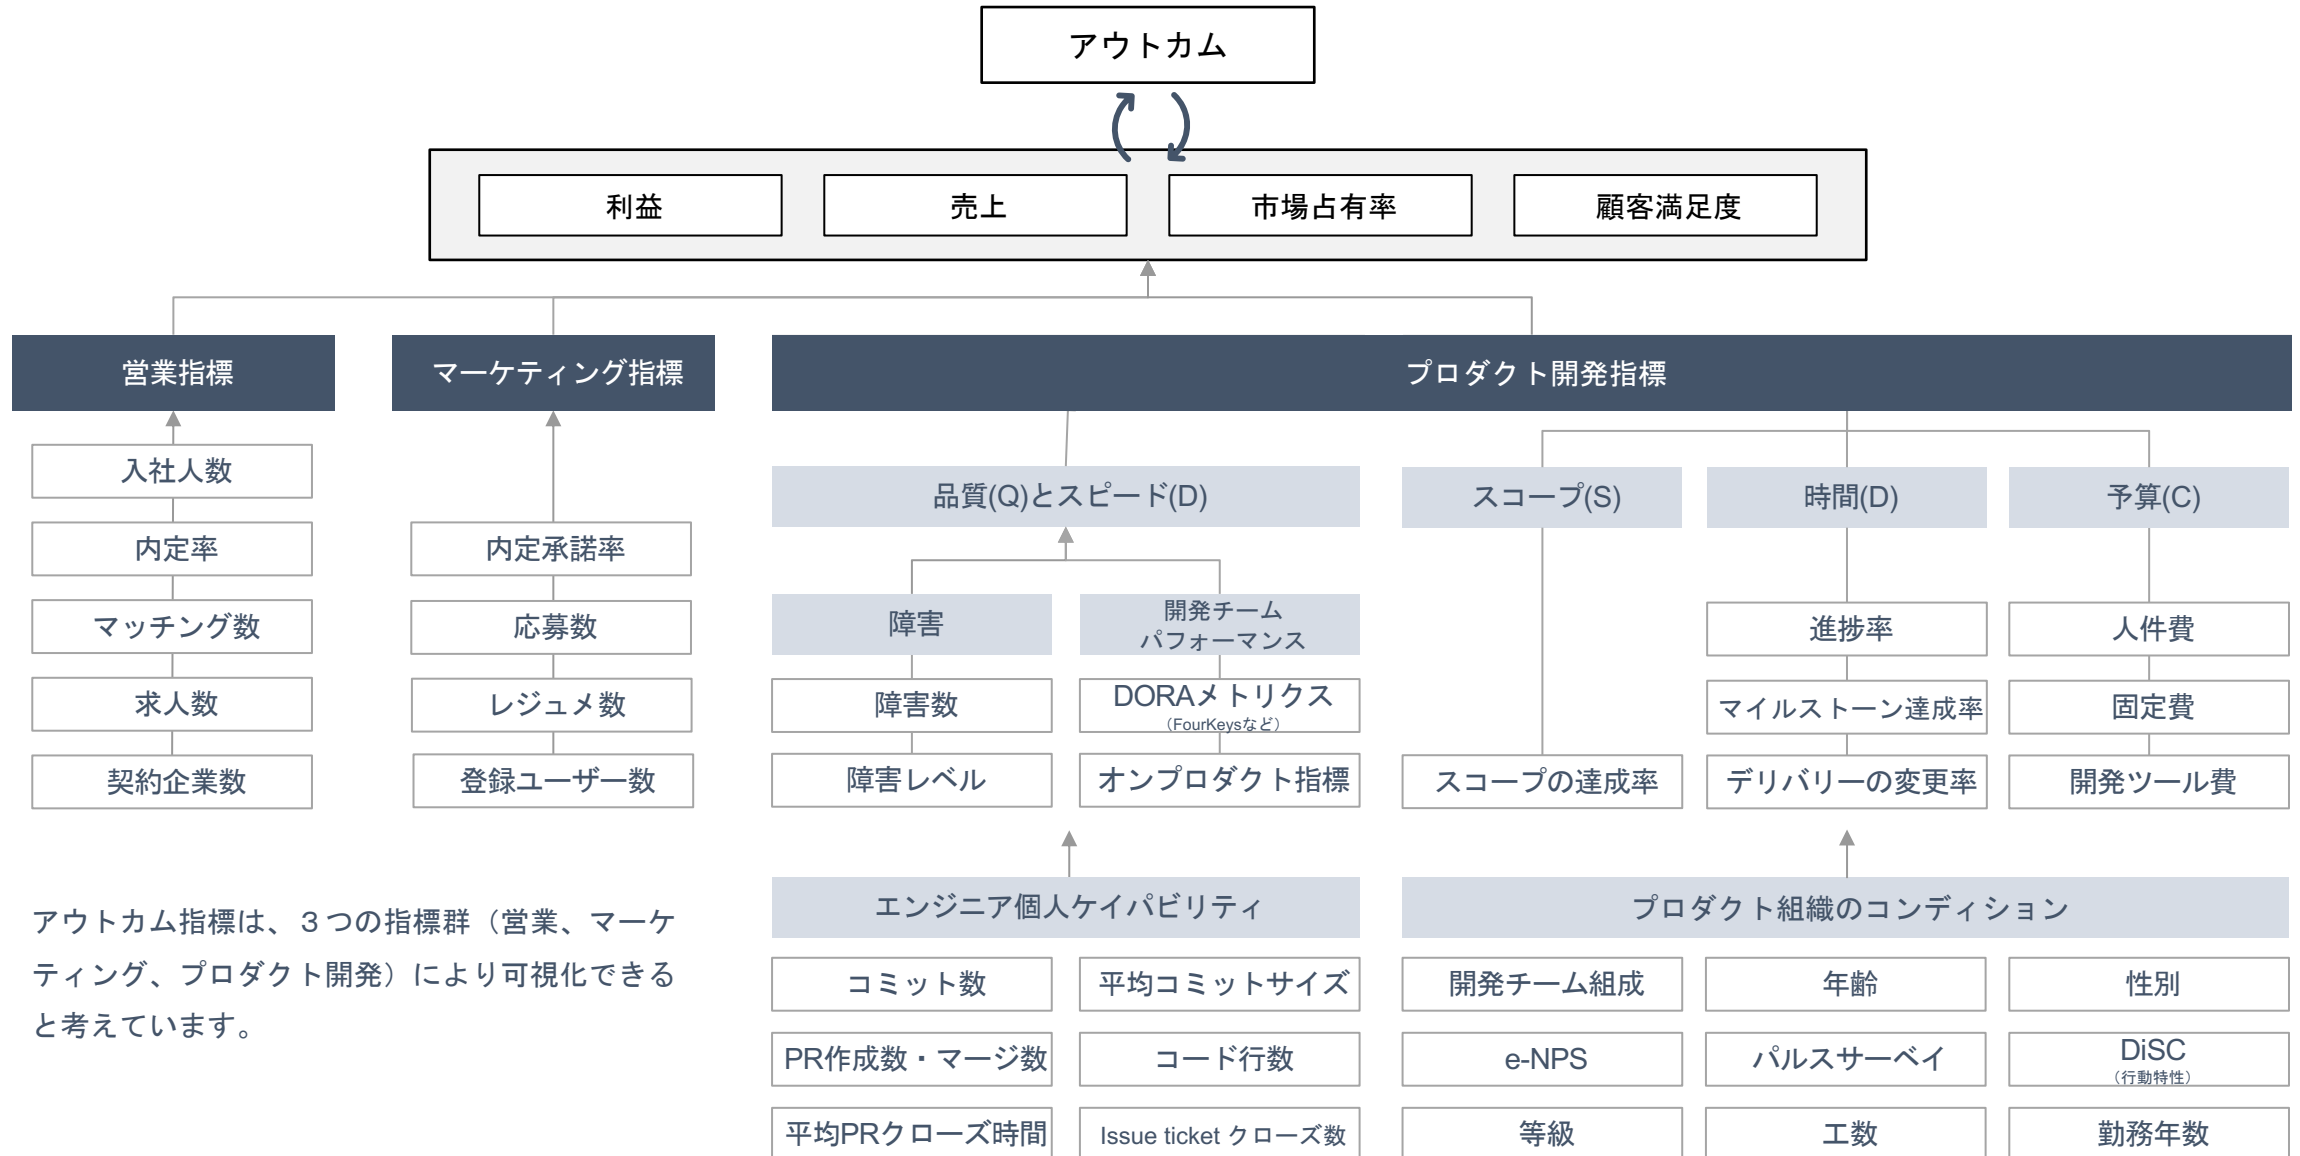 アウトカム
利益
売上
市場占有率
顧客満足度
営業指標
マーケティング指標
プロダクト開発指標
入社人数
内定率
マッチング数
求人数
契約企業数
内定承諾率
応募数
レジュメ数
登録ユーザー数
品質(Q)とスピード(D)
障害
障害数
障害レベル
開発チーム
パフォーマンス
DORAメトリクス
（FourKeysなど）
オンプロダクト指標
スコープ(S)
スコープの達成率
時間(D)
進捗率
マイルストーン達成率
デリバリーの変更率
予算(C)
人件費
固定費
開発ツール費
エンジニア個人ケイパビリティ
コミット数
平均コミットサイズ
PR作成数・マージ数
コード行数
平均PRクローズ時間
Issue ticket クローズ数
プロダクト組織のコンディション
開発チーム組成
年齢
性別
e-NPS
パルスサーベイ
DiSC
（行動特性）
等級
工数
勤務年数
アウトカム指標は、３つの指標群（営業、マーケ
ティング、プロダクト開発）により可視化できる
と考えています。